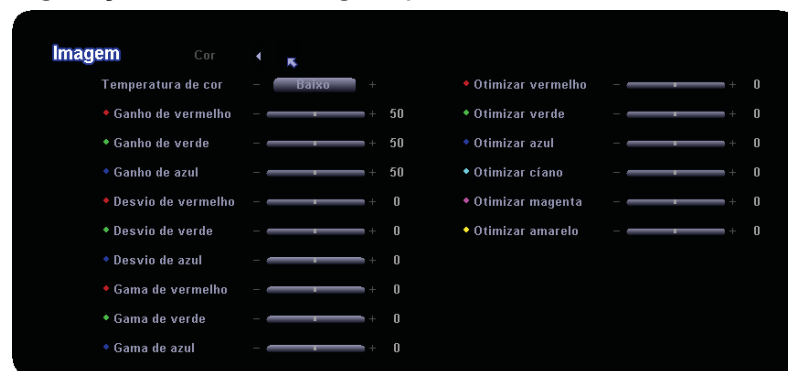 Imagem Cor
Temperatura de cor - Baixo +
Ganho de vermelho - + 50
Ganho de verde - + 50
Ganho de azul - + 50
Desvio de vermelho - + 0
Desvio de verde - + 0
Desvio de azul - + 0
Gama de vermelho - + 0
Gama de verde - + 0
Gama de azul - + 0
Otimizar vermelho - + 0
Otimizar verde - + 0
Otimizar azul - + 0
Otimizar cíano - + 0
Otimizar magenta - + 0
Otimizar amarelo - + 0